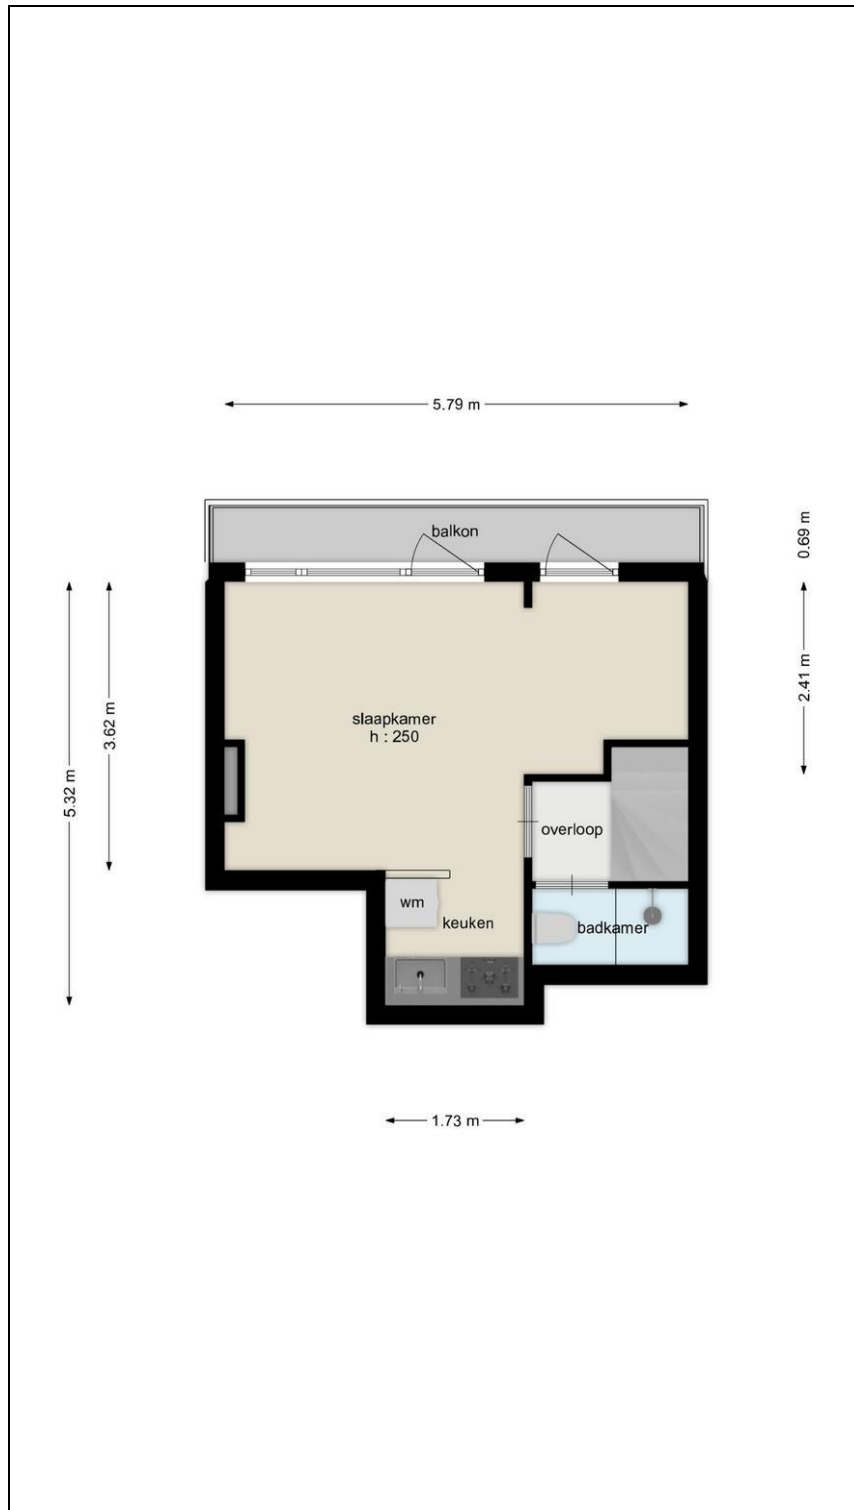 5.79 m
balkon
0.69 m
2.41 m
3.62 m
5.32 m
slaapkamer
h : 250
overloop
wm
keuken
badkamer
1.73 m